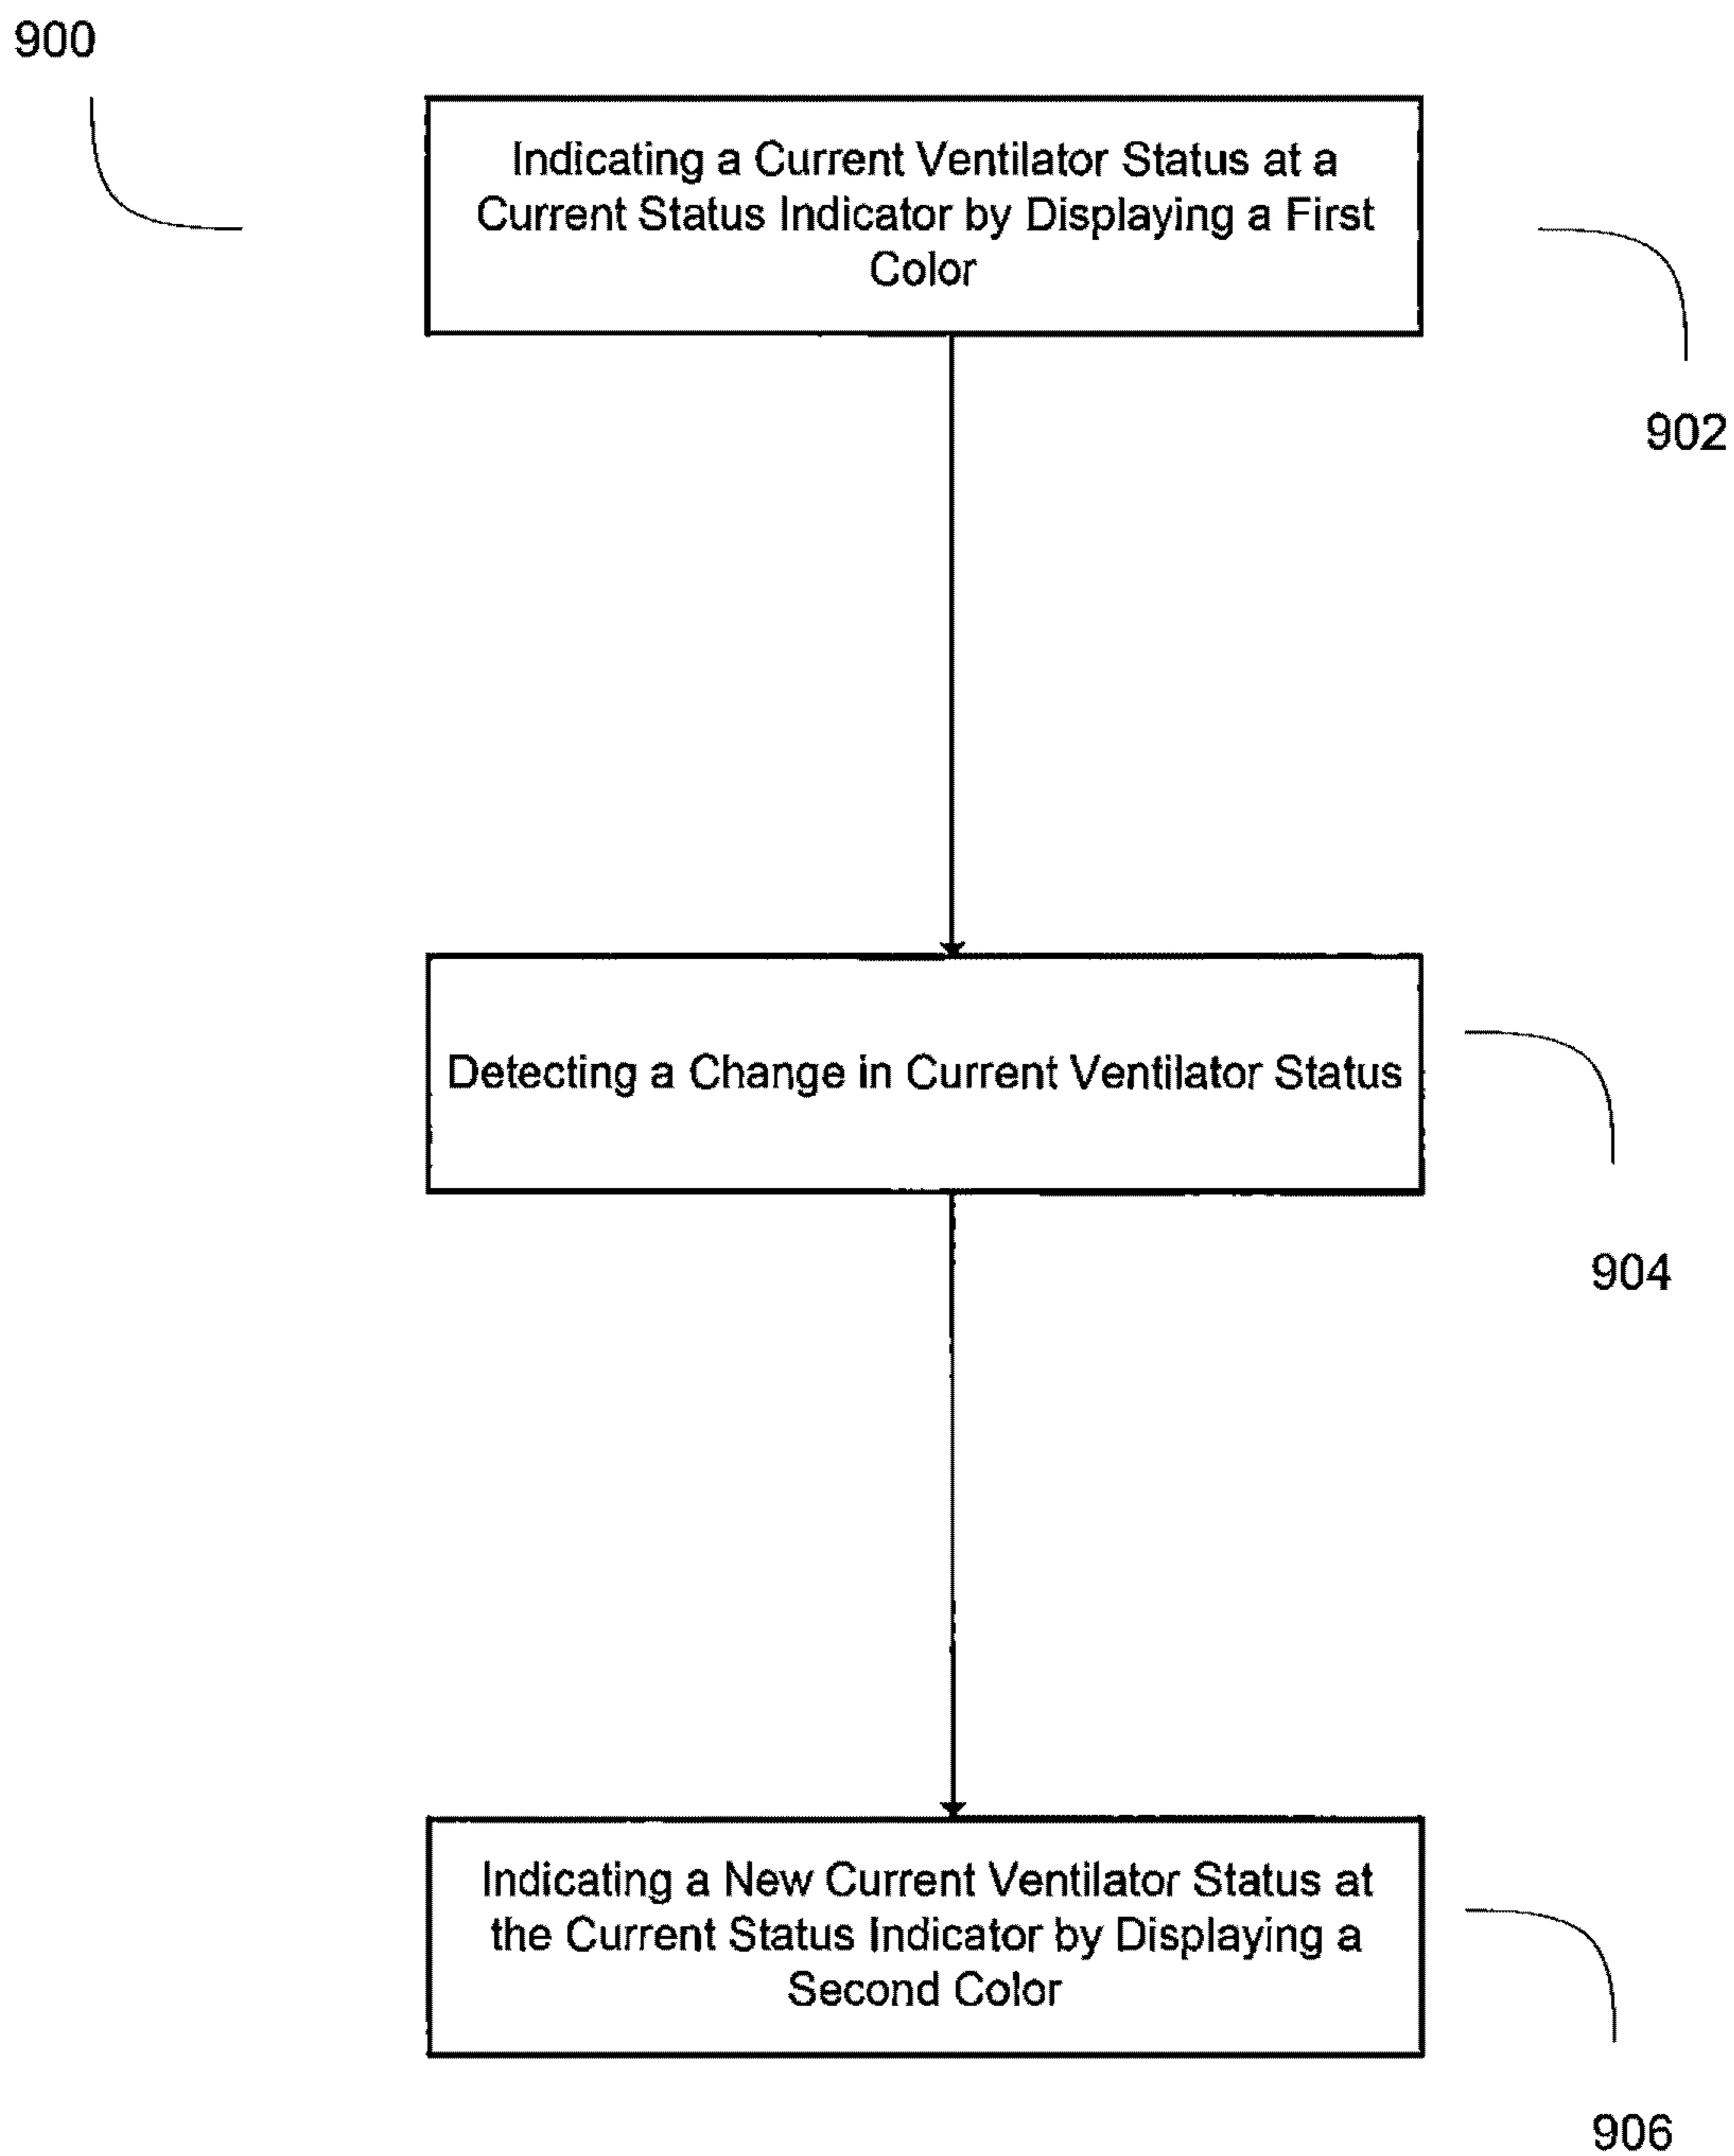 900
Indicating a Current Ventilator Status at a
Current Status Indicator by Displaying a First
Color
902
Detecting a Change in Current Ventilator Status
904
Indicating a New Current Ventilator Status at
the Current Status Indicator by Displaying a
Second Color
906